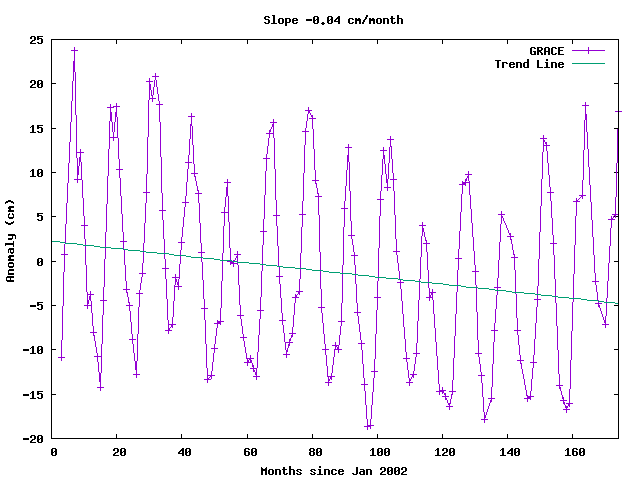 Slope -0.04 cm/month
GRACE
Trend Line
25
20
15
10
5
0
-5
-10
-15
-20
Anomaly (cm)
0 20 40 60 80 100 120 140 160
Months since Jan 2002